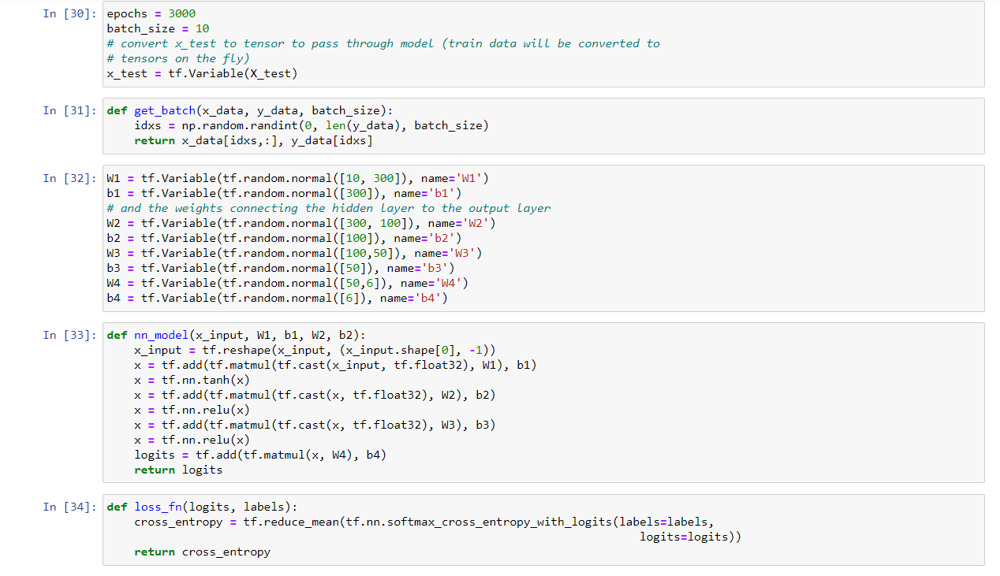 In [30]: epochs = 3000
batch_size = 10
# convert x_test to tensor to pass through model (train data will be converted to
# tensors on the fly)
x_test = tf.Variable(X_test)
In [31]: def get_batch(x_data, y_data, batch_size):
    idxs = np.random.randint(0, len(y_data), batch_size)
    return x_data[idxs,:], y_data[idxs]
In [32]: W1 = tf.Variable(tf.random.normal([10, 300]), name='W1')
b1 = tf.Variable(tf.random.normal([300]), name='b1')
# and the weights connecting the hidden layer to the output layer
W2 = tf.Variable(tf.random.normal([300, 100]), name='W2')
b2 = tf.Variable(tf.random.normal([100]), name='b2')
W3 = tf.Variable(tf.random.normal([100,50]), name='W3')
b3 = tf.Variable(tf.random.normal([50]), name='b3')
W4 = tf.Variable(tf.random.normal([50,6]), name='W4')
b4 = tf.Variable(tf.random.normal([6]), name='b4')
In [33]: def nn_model(x_input, W1, b1, W2, b2):
    x_input = tf.reshape(x_input, (x_input.shape[0], -1))
    x = tf.add(tf.matmul(tf.cast(x_input, tf.float32), W1), b1)
    x = tf.nn.tanh(x)
    x = tf.add(tf.matmul(tf.cast(x, tf.float32), W2), b2)
    x = tf.nn.relu(x)
    x = tf.add(tf.matmul(tf.cast(x, tf.float32), W3), b3)
    x = tf.nn.relu(x)
    logits = tf.add(tf.matmul(x, W4), b4)
    return logits
In [34]: def loss_fn(logits, labels):
    cross_entropy = tf.reduce_mean(tf.nn.softmax_cross_entropy_with_logits(labels=labels,
                                                                              logits=logits))
    return cross_entropy